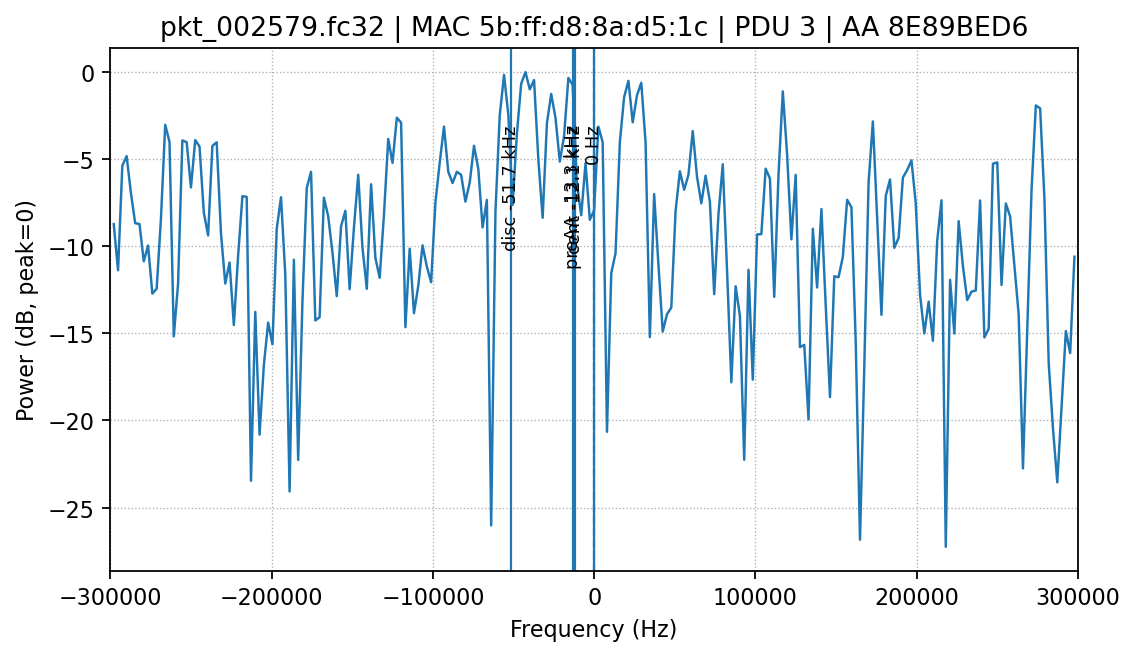 pkt_002579.fc32 | MAC 5b:ff:d8:8a:d5:1c | PDU 3 | AA 8E89BED6
Power (dB, peak=0)
0
−5
−10
−15
−20
−25
disc -51.7 kHz
0 Hz
−300000
−200000
−100000
0
100000
200000
300000
Frequency (Hz)